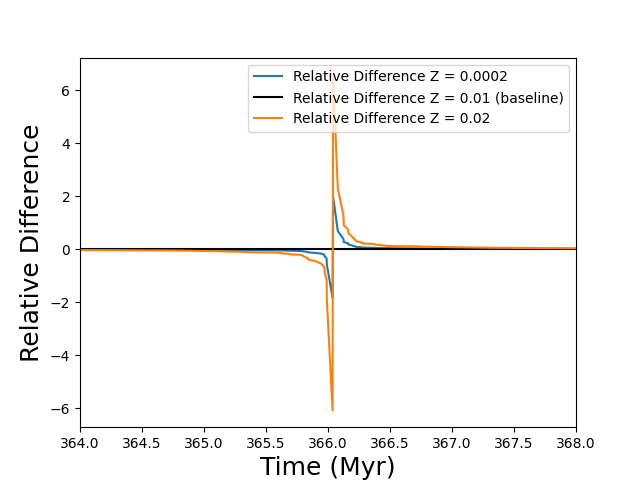 Relative Difference Z = 0.0002
Relative Difference Z = 0.01 (baseline)
Relative Difference Z = 0.02
Relative Difference
6
4
2
0
−2
−4
−6
364.0 364.5 365.0 365.5 366.0 366.5 367.0 367.5 368.0
Time (Myr)